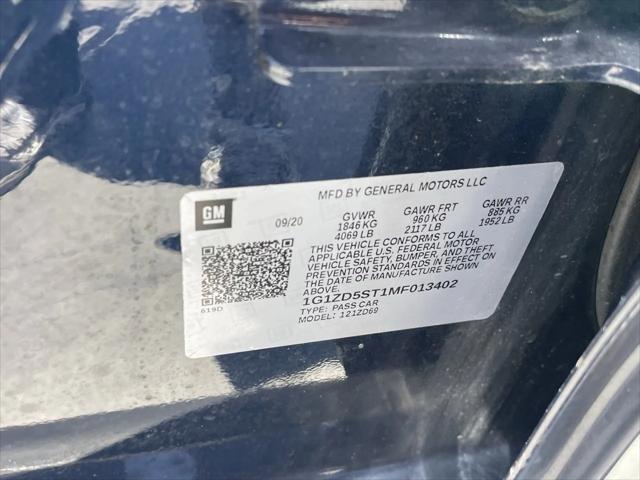 MFD BY GENERAL MOTORS LLC
GM
09/20
GVWR GAWR FRT GAWR RR
1846 KG 960 KG 885 KG
4069 LB 2117 LB 1952 LB
THIS VEHICLE CONFORMS TO ALL
APPLICABLE U.S. FEDERAL MOTOR
VEHICLE SAFETY, BUMPER, AND THEFT
PREVENTION STANDARDS IN EFFECT ON
THE DATE OF MANUFACTURE SHOWN ABOVE.
1G1ZD5ST1MF013402
TYPE: PASS CAR
MODEL: 121ZD69
619D